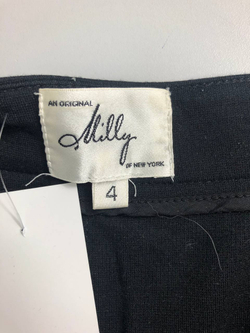 AN ORIGINAL
Milly
OF NEW YORK
4